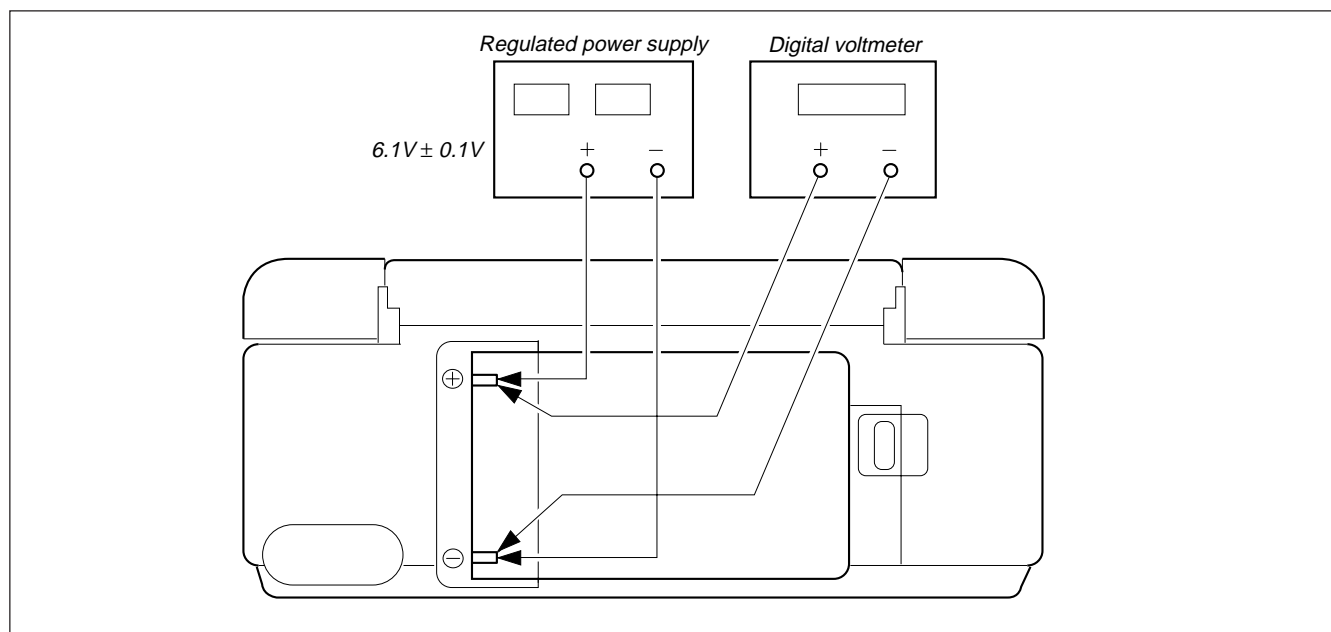 Regulated power supply
Digital voltmeter
6.1V ± 0.1V
+ −
+ −
⊕
⊖